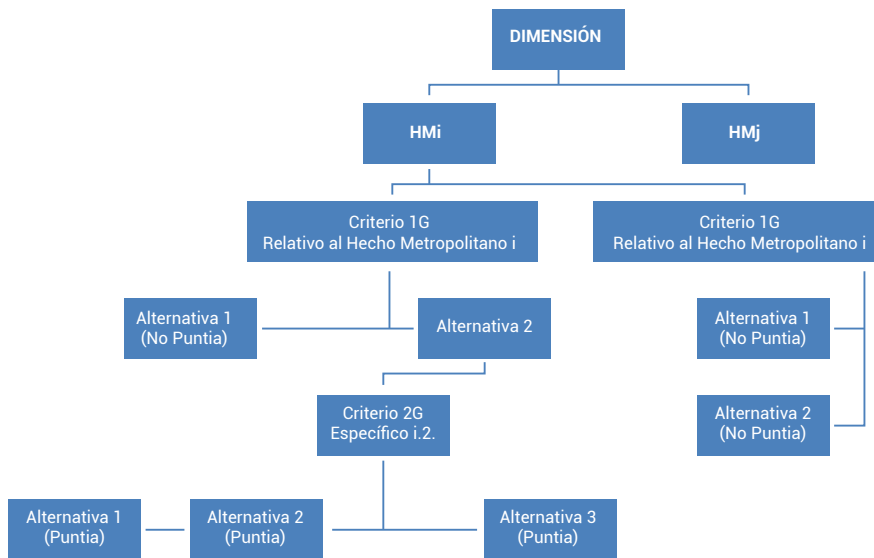 DIMENSIÓN
HMi
HMj
Criterio 1G
Relativo al Hecho Metropolitano i
Criterio 1G
Relativo al Hecho Metropolitano i
Alternativa 1
(No Puntia)
Alternativa 2
Alternativa 1
(No Puntia)
Criterio 2G
Específico i.2.
Alternativa 2
(No Puntia)
Alternativa 1
(Puntia)
Alternativa 2
(Puntia)
Alternativa 3
(Puntia)